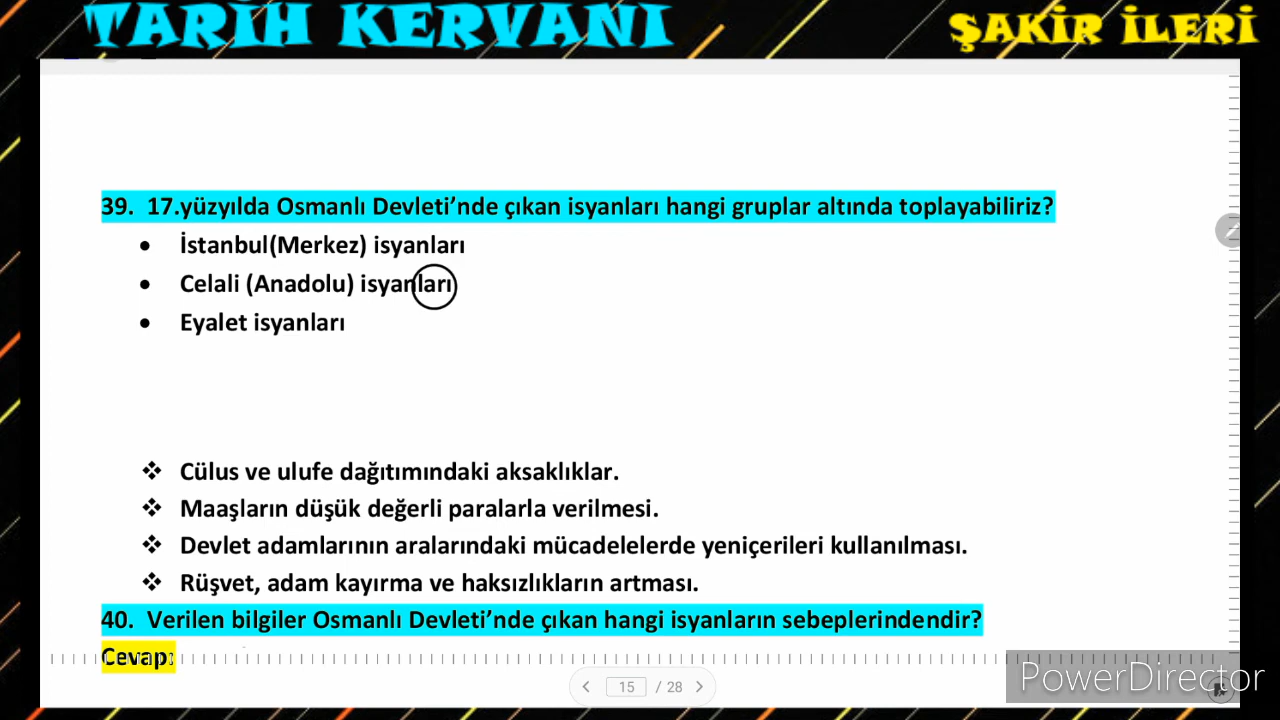 TARİH KERVANI
ŞAKİR İLERİ
39. 17.yüzyılda Osmanlı Devleti’nde çıkan isyanları hangi gruplar altında toplayabiliriz?
• İstanbul(Merkez) isyanları
• Celali (Anadolu) isyanları
• Eyalet isyanları
❖ Cülus ve ulufe dağıtımındaki aksaklıklar.
❖ Maaşların düşük değerli paralarla verilmesi.
❖ Devlet adamlarının aralarındaki mücadelelerde yeniçerileri kullanılması.
❖ Rüşvet, adam kayırma ve haksızlıkların artması.
40. Verilen bilgiler Osmanlı Devleti’nde çıkan hangi isyanların sebeplerindendir?
Cevap:
15 / 28
PowerDirector